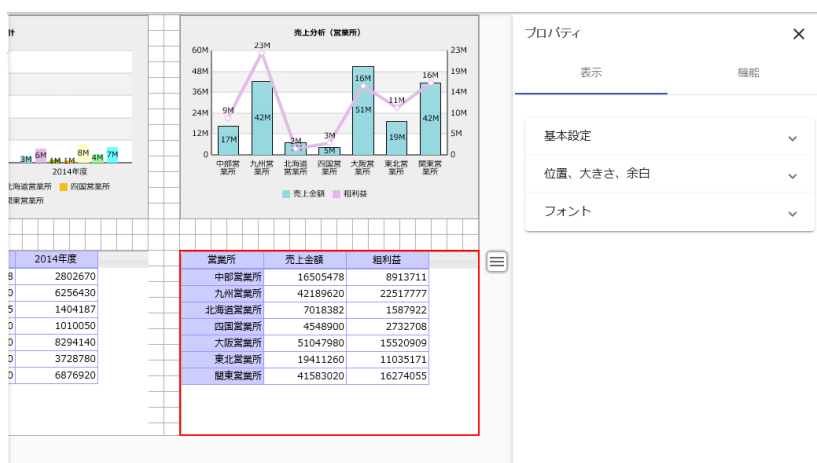 計
3M 6M 1M 1M 8M 4M 7M
2014年度
北海道営業所 四国営業所
関東営業所
売上分析（営業所）
60M 48M 36M 24M 12M 0
23M 19M 14M 10M 5M 0
9M 23M 3M 16M 11M 16M
17M 42M 5M 51M 19M 42M
中部営業所 九州営業所 北海道営業所 四国営業所 大阪営業所 東北営業所 関東営業所
売上金額 粗利益
2014年度
8 2802670
0 6256430
5 1404187
0 1010050
0 8294140
0 3728780
0 6876920
営業所 売上金額 粗利益
中部営業所 16505478 8913711
九州営業所 42189620 22517777
北海道営業所 7018382 1587922
四国営業所 4548900 2732708
大阪営業所 51047980 15520909
東北営業所 19411260 11035171
関東営業所 41583020 16274055
プロパティ
表示 機能
基本設定
位置、大きさ、余白
フォント